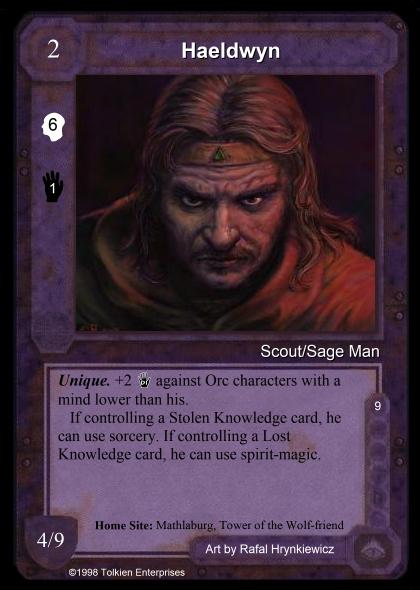 2
Haeldwyn
6
1
Scout/Sage Man
Unique. +2 against Orc characters with a
mind lower than his.
If controlling a Stolen Knowledge card, he
can use sorcery. If controlling a Lost
Knowledge card, he can use spirit-magic.
9
Home Site: Mathlaburg, Tower of the Wolf-friend
4/9
Art by Rafal Hrynkiewicz
©1998 Tolkien Enterprises